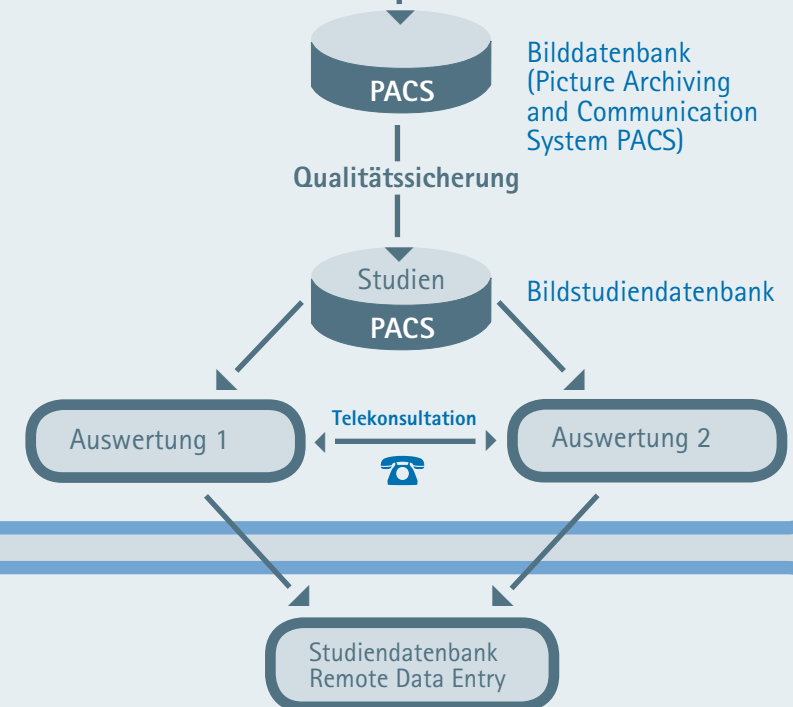 PACS
Bilddatenbank
(Picture Archiving
and Communication
System PACS)
Qualitätssicherung
Studien
PACS
Bildstudiendatenbank
Auswertung 1
Telekonsultation
Auswertung 2
Studiendatenbank
Remote Data Entry